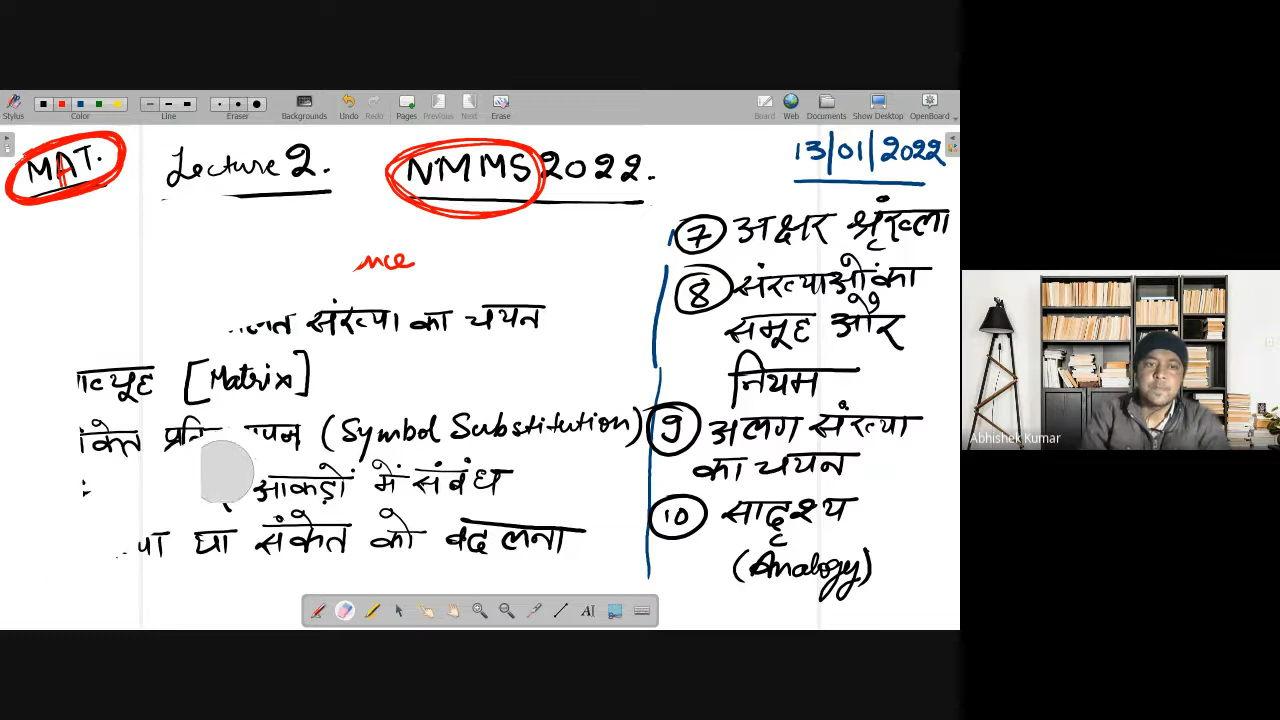 Stylus Color Line Eraser Backgrounds Undo Redo Pages Previous Next Erase Board Web Documents Show Desktop OpenBoard
MAT. Lecture 2. NMMS 2022. 13/01/2022
nce
संख्या का चयन
व्यूह [Matrix]
(Symbol Substitution)
आकड़ों में संबंध
या घो संकेत को बदलना
7 अक्षर श्रृंख्ला
8 संख्याओं का
समूह और
नियम
9 अलग संख्या
का चयन
10 सादृश्य
(Analogy)
Abhishek Kumar